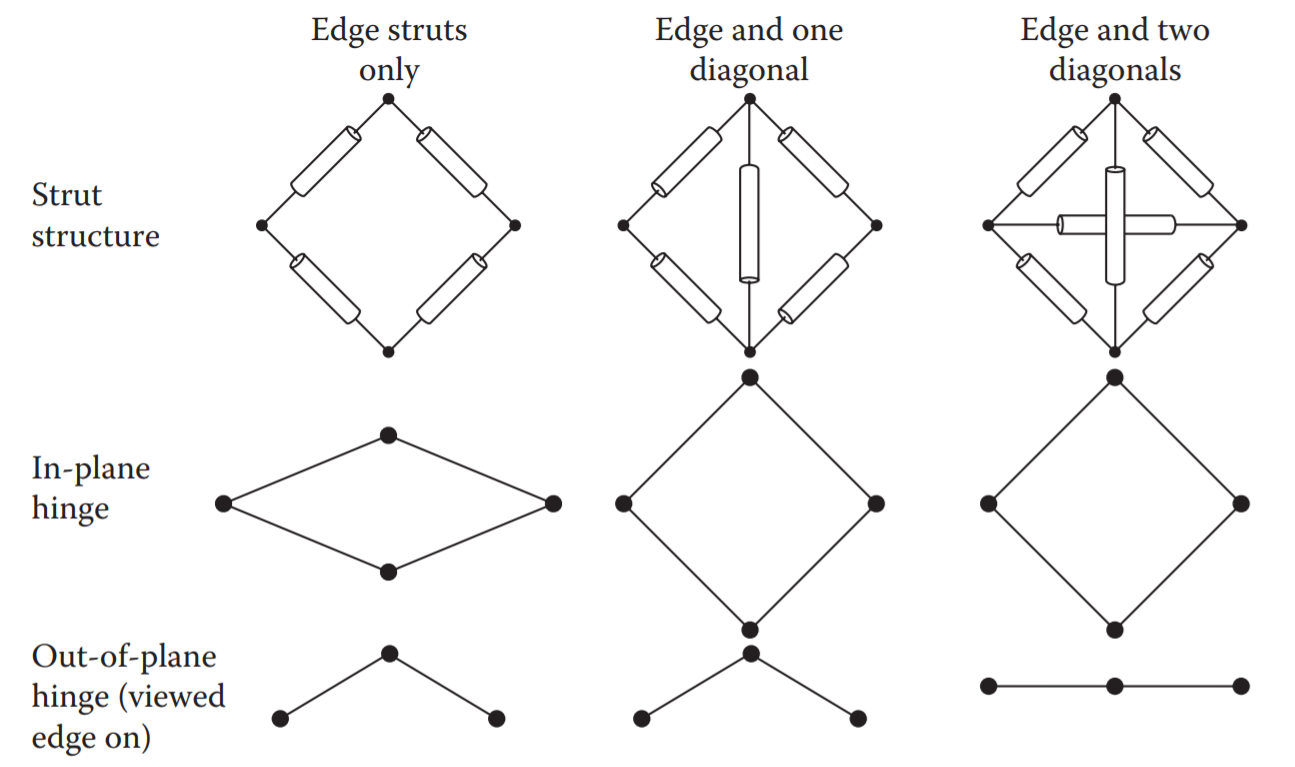 Edge struts
only
Edge and one
diagonal
Edge and two
diagonals
Strut
structure
In-plane
hinge
Out-of-plane
hinge (viewed
edge on)